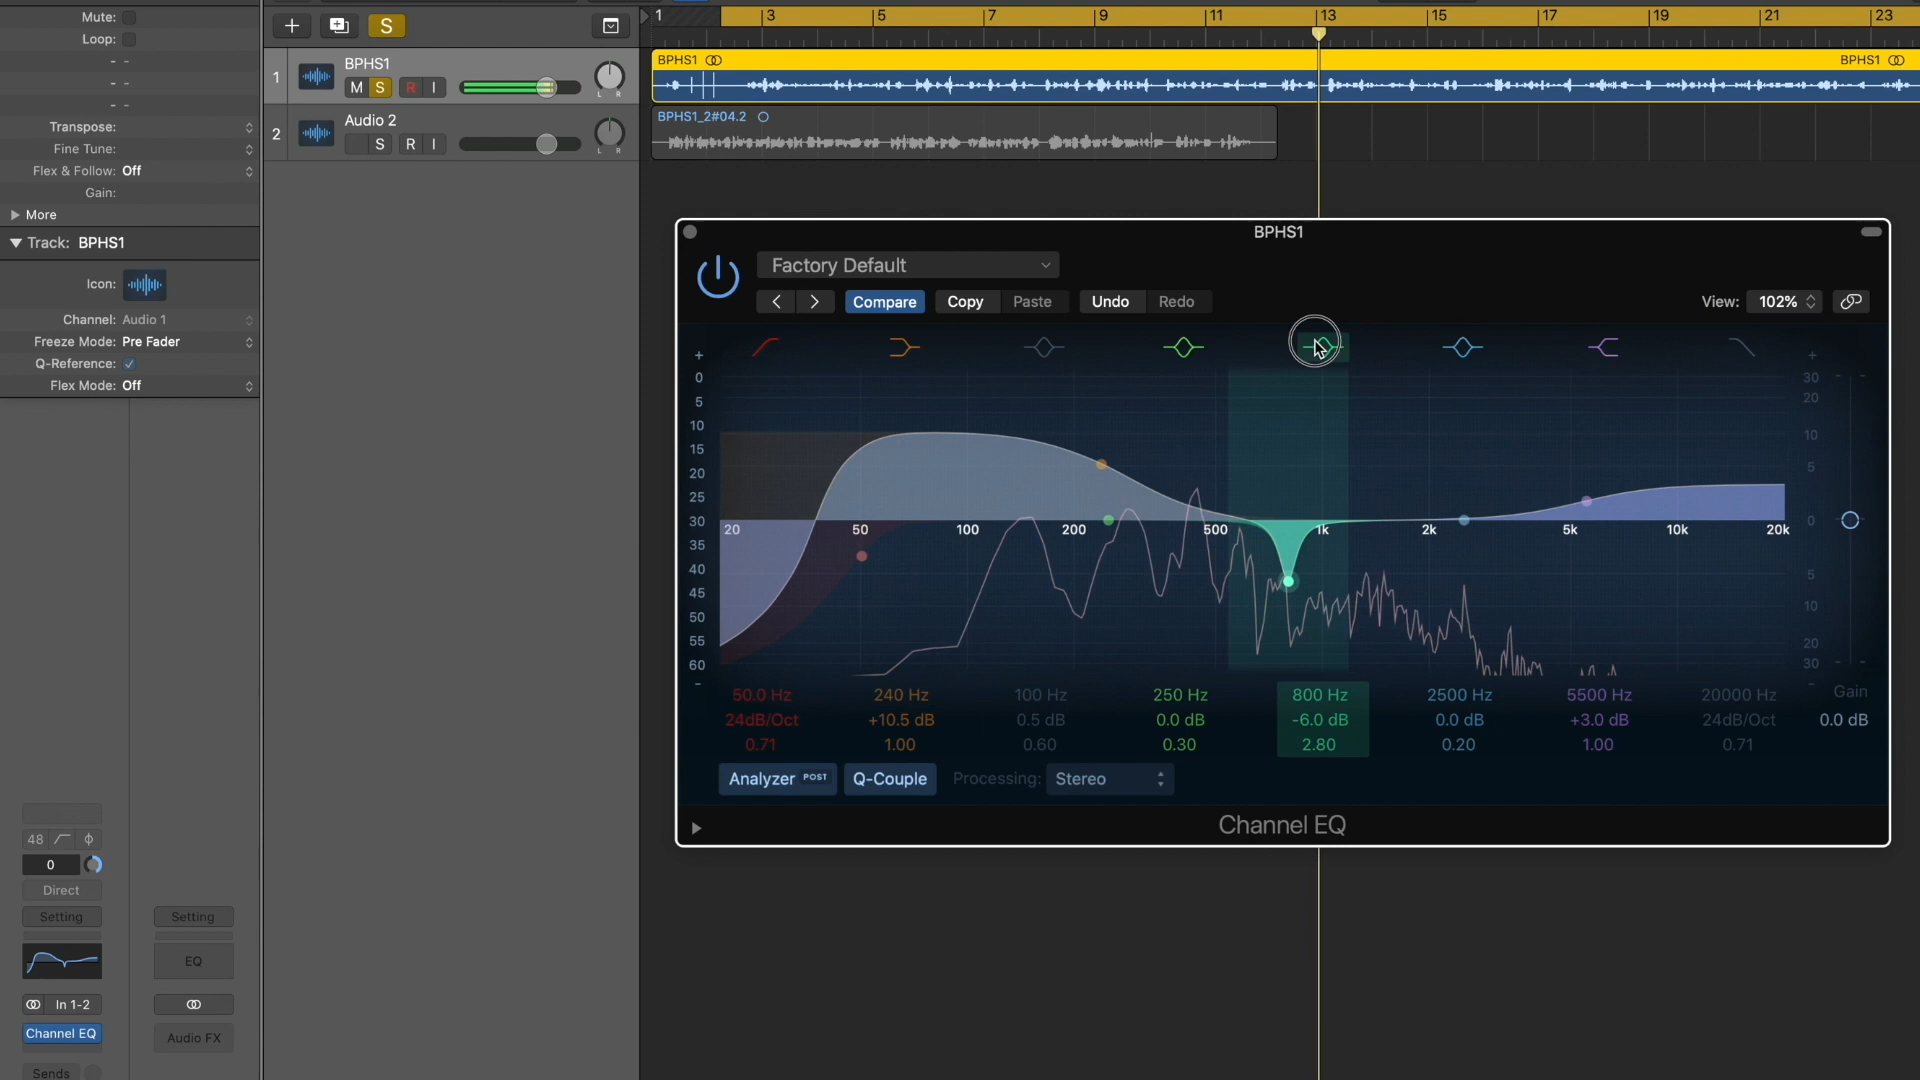 Mute:
Loop:
- -
- -
- -
Transpose:
Fine Tune:
Flex & Follow: Off
Gain:
More
Track: BPHS1
Icon:
Channel: Audio 1
Freeze Mode: Pre Fader
Q-Reference:
Flex Mode: Off
48
0
Direct
Setting
Setting
EQ
In 1-2
Channel EQ
Audio FX
Sends
S
1 3 5 7 9 11 13 15 17 19 21 23
1
BPHS1
M S R I
L R
2
Audio 2
S R I
L R
BPHS1
BPHS1
BPHS1_2#04.2
BPHS1
Factory Default
Compare Copy Paste Undo Redo
View: 102%
+
0
5
10
15
20
25
30
35
40
45
50
55
60
-
20 50 100 200 500 1k 2k 5k 10k 20k
+
30
20
10
5
0
5
10
20
30
-
50.0 Hz 240 Hz 100 Hz 250 Hz 800 Hz 2500 Hz 5500 Hz 20000 Hz Gain
24dB/Oct +10.5 dB 0.5 dB 0.0 dB -6.0 dB 0.0 dB +3.0 dB 24dB/Oct 0.0 dB
0.71 1.00 0.60 0.30 2.80 0.20 1.00 0.71
Analyzer POST Q-Couple Processing: Stereo
Channel EQ